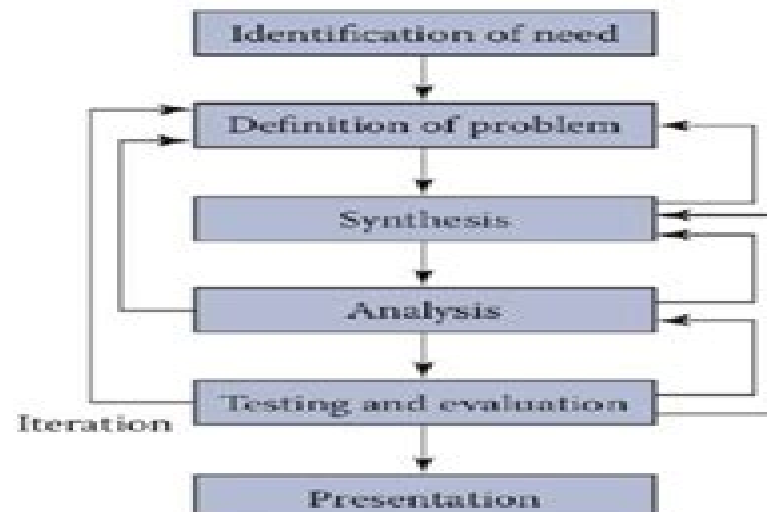 Identification of need
Definition of problem
Synthesis
Analysis
Testing and evaluation
Iteration
Presentation